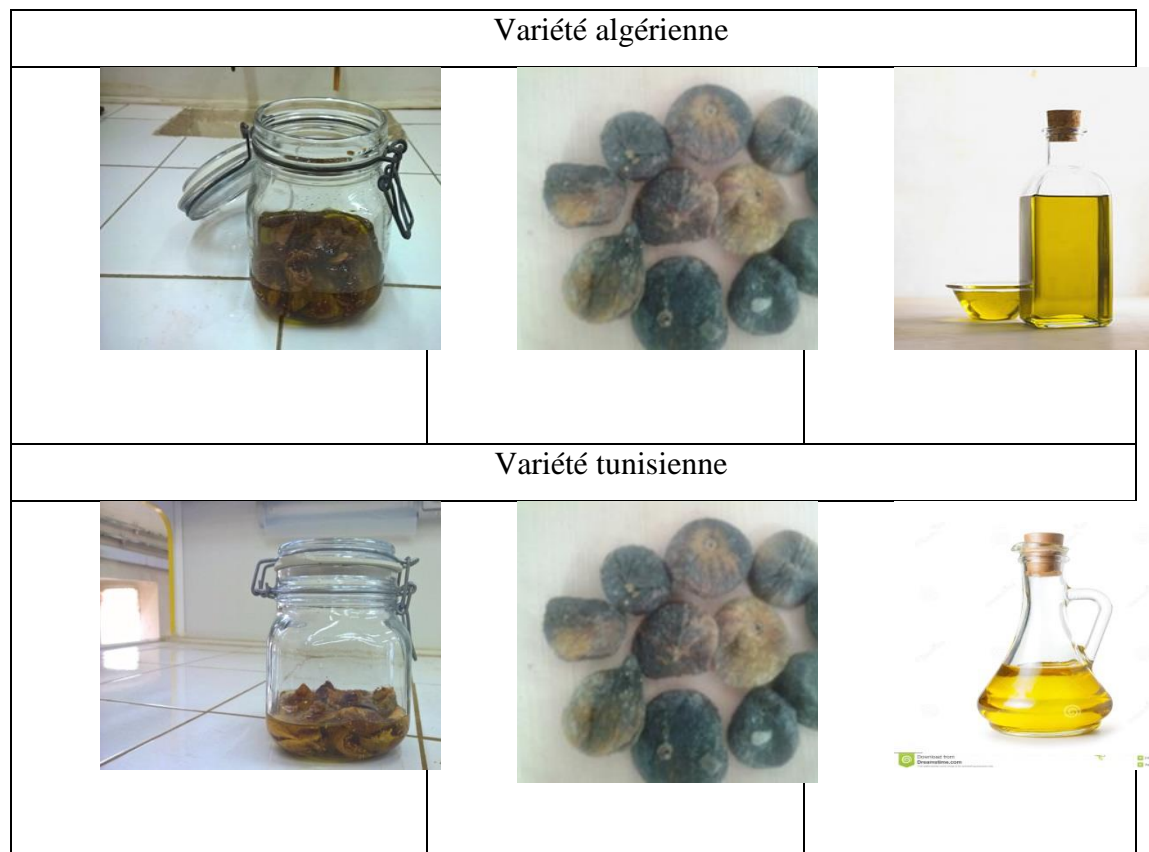 Variété algérienne
Variété tunisienne
Download from
Dreamstime.com